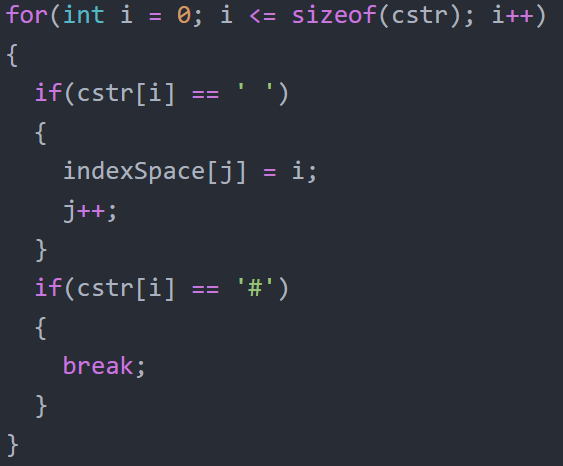 for(int i = 0; i <= sizeof(cstr); i++)
{
  if(cstr[i] == ' ')
  {
    indexSpace[j] = i;
    j++;
  }
  if(cstr[i] == '#')
  {
    break;
  }
}